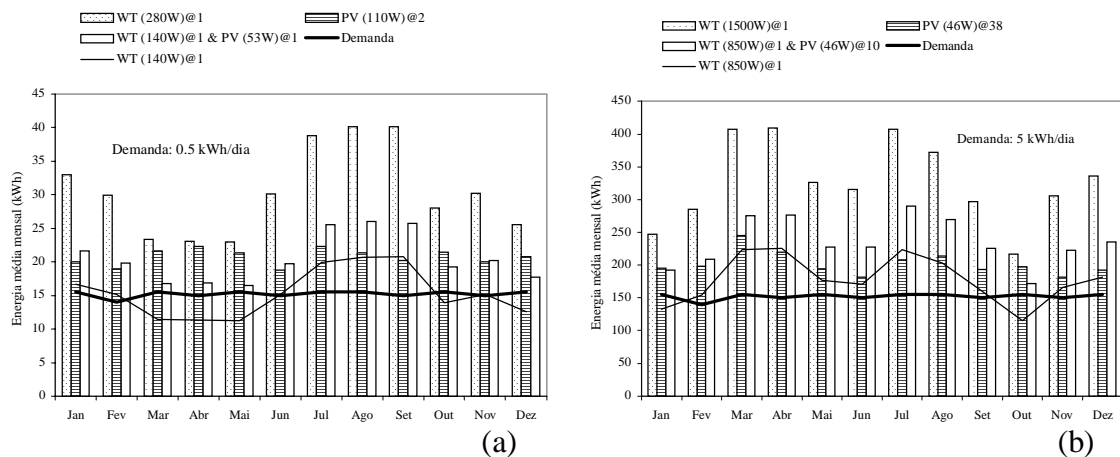 WT (280W)@1 PV (110W)@2
WT (140W)@1 & PV (53W)@1 Demanda
WT (140W)@1
45
40
35
30
25
20
15
10
5
0
Energia média mensal (kWh)
Demanda: 0.5 kWh/dia
Jan Fev Mar Abr Mai Jun Jul Ago Set Out Nov Dez
(a)
WT (1500W)@1 PV (46W)@38
WT (850W)@1 & PV (46W)@10 Demanda
WT (850W)@1
450
400
350
300
250
200
150
100
50
0
Energia média mensal (kWh)
Demanda: 5 kWh/dia
Jan Fev Mar Abr Mai Jun Jul Ago Set Out Nov Dez
(b)